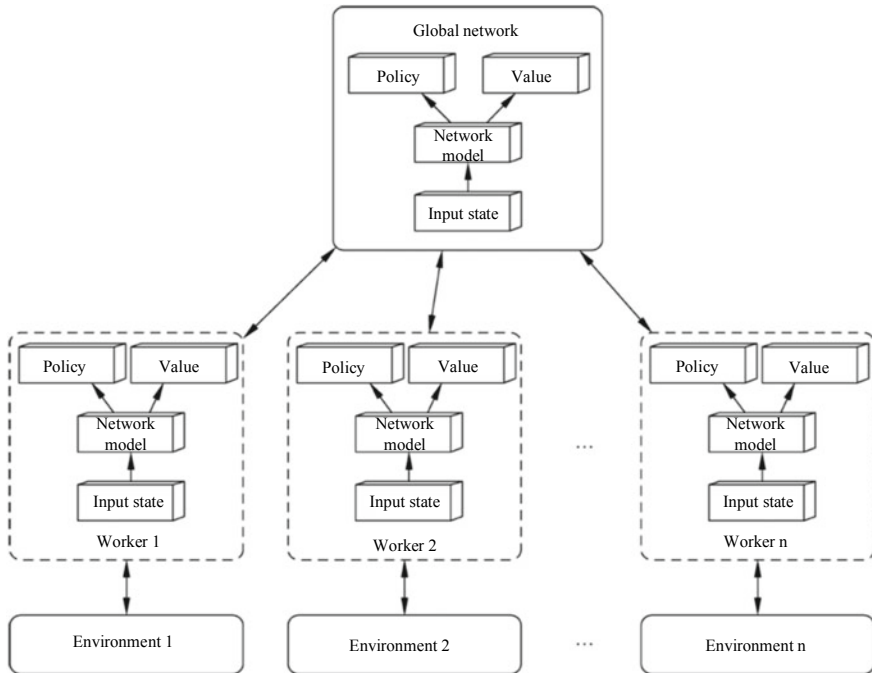 Global network
Policy
Value
Network
model
Input state
Policy
Value
Network
model
Input state
Worker 1
Policy
Value
Network
model
Input state
Worker 2
...
Policy
Value
Network
model
Input state
Worker n
Environment 1
Environment 2
...
Environment n